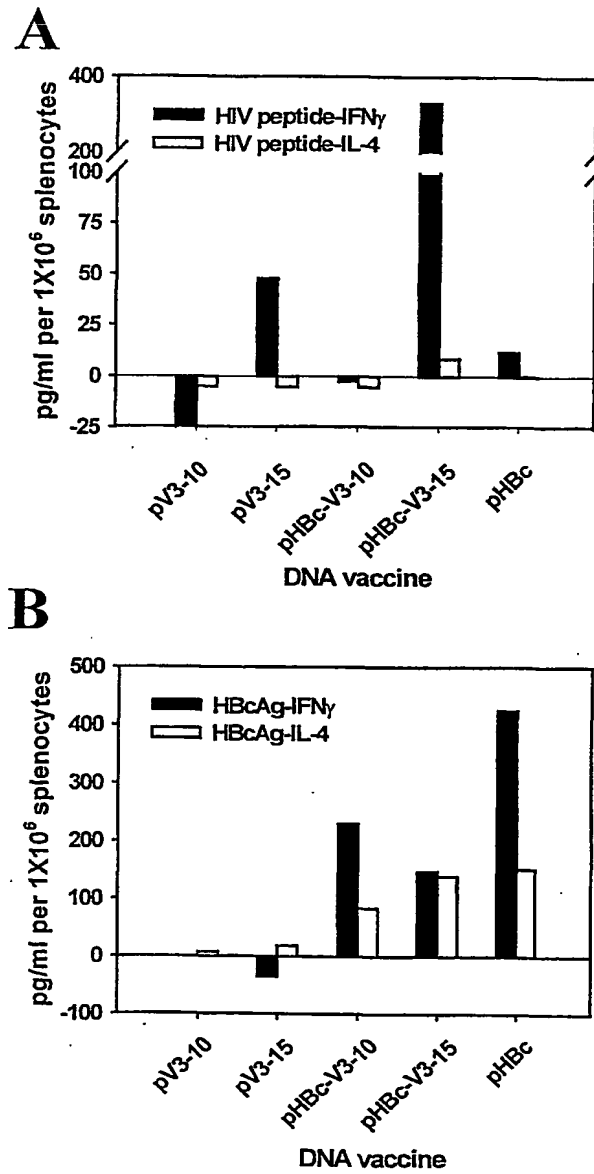 A
400
200
100
75
50
25
0
-25
pg/ml per 1X10⁶ splenocytes
HIV peptide-IFNγ
HIV peptide-IL-4
pV3-10
pV3-15
pHBc-V3-10
pHBc-V3-15
pHBc
DNA vaccine
B
500
400
300
200
100
0
-100
pg/ml per 1X10⁶ splenocytes
HBcAg-IFNγ
HBcAg-IL-4
pV3-10
pV3-15
pHBc-V3-10
pHBc-V3-15
pHBc
DNA vaccine